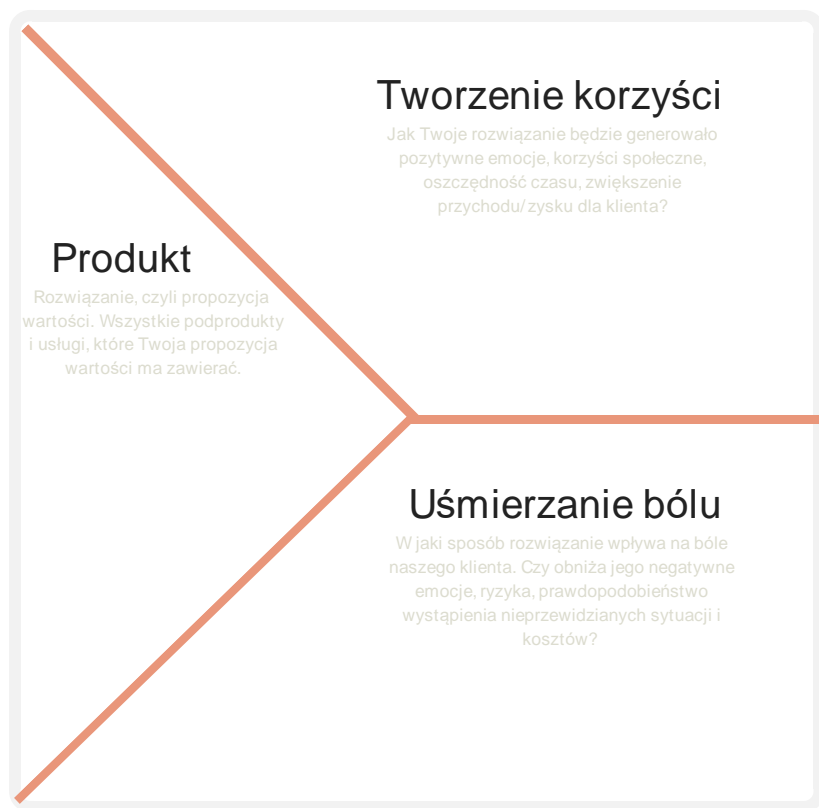 Tworzenie korzyści
Jak Twoje rozwiązanie będzie generowało
pozytywne emocje, korzyści społeczne,
oszczędność czasu, zwiększenie
przychodu/zysku dla klienta?
Produkt
Rozwiązanie, czyli propozycja
wartości. Wszystkie podprodukty
i usługi, które Twoja propozycja
wartości ma zawierać.
Uśmierzanie bólu
W jaki sposób rozwiązanie wpływa na bóle
naszego klienta. Czy obniża jego negatywne
emocje, ryzyka, prawdopodobieństwo
wystąpienia nieprzewidzianych sytuacji i
kosztów?